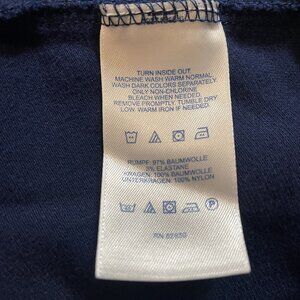 TURN INSIDE OUT
MACHINE WASH WARM NORMAL,
WASH DARK COLORS SEPARATELY,
ONLY NON-CHLORINE
BLEACH WHEN NEEDED.
REMOVE PROMPTLY, TUMBLE DRY
LOW. WARM IRON IF NEEDED.
RUMPF: 97% BAUMWOLLE
3% ELASTANE
KRAGEN: 100% BAUMWOLLE
UNTERKRAGEN: 100% NYLON
P
RN